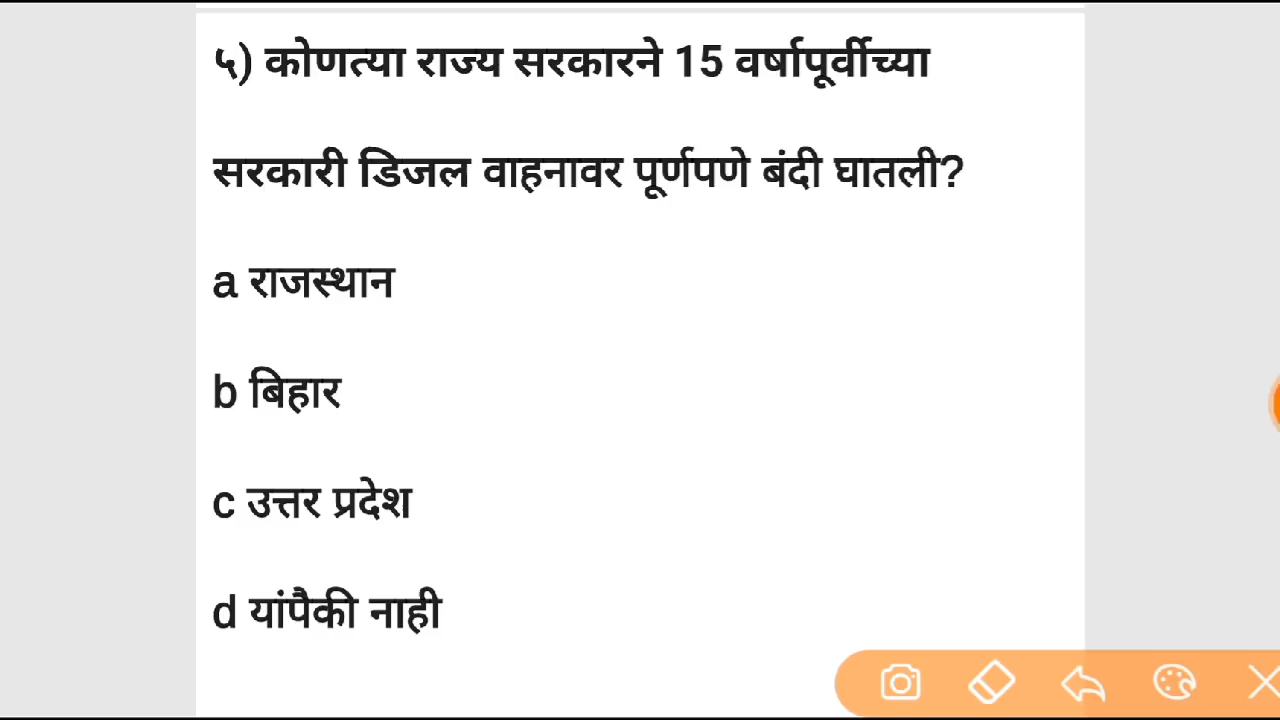 ५) कोणत्या राज्य सरकारने 15 वर्षापूर्वीच्या
सरकारी डिजल वाहनावर पूर्णपणे बंदी घातली?
a राजस्थान
b बिहार
c उत्तर प्रदेश
d यांपैकी नाही